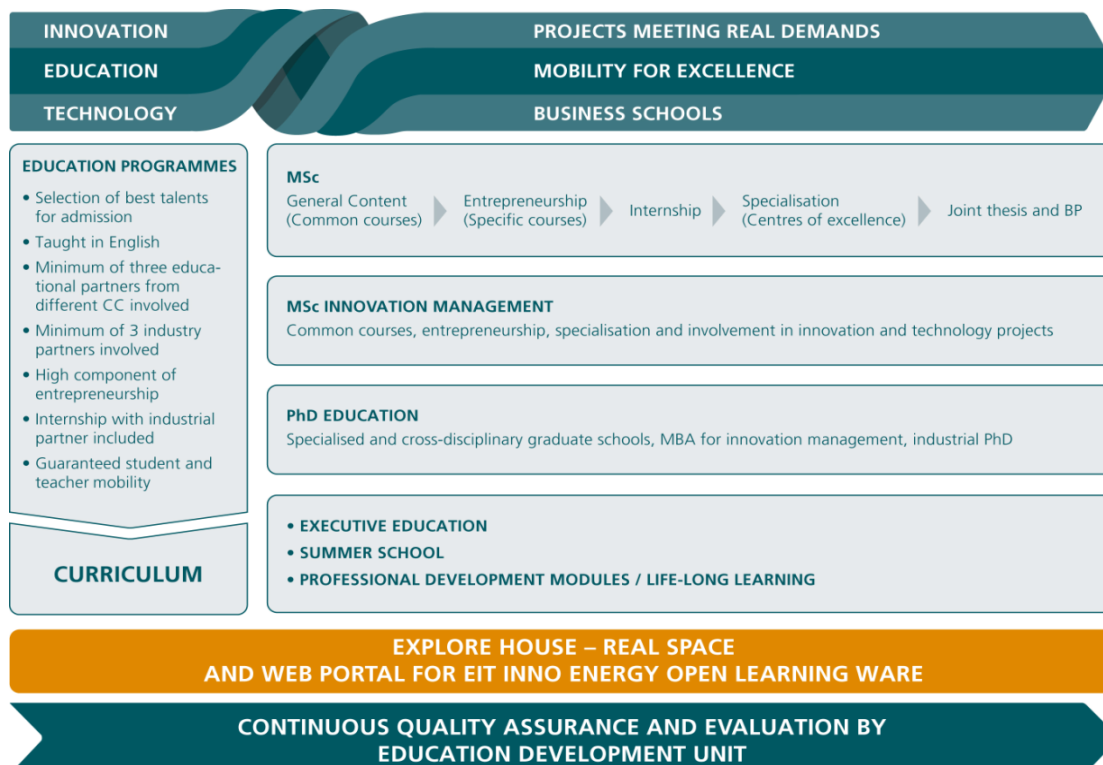 INNOVATION
EDUCATION
TECHNOLOGY
PROJECTS MEETING REAL DEMANDS
MOBILITY FOR EXCELLENCE
BUSINESS SCHOOLS
EDUCATION PROGRAMMES
• Selection of best talents
for admission
• Taught in English
• Minimum of three educa-
tional partners from
different CC involved
• Minimum of 3 industry
partners involved
• High component of
entrepreneurship
• Internship with industrial
partner included
• Guaranteed student and
teacher mobility
CURRICULUM
MSc
General Content
(Common courses)
Entrepreneurship
(Specific courses)
Internship
Specialisation
(Centres of excellence)
Joint thesis and BP
MSc INNOVATION MANAGEMENT
Common courses, entrepreneurship, specialisation and involvement in innovation and technology projects
PhD EDUCATION
Specialised and cross-disciplinary graduate schools, MBA for innovation management, industrial PhD
• EXECUTIVE EDUCATION
• SUMMER SCHOOL
• PROFESSIONAL DEVELOPMENT MODULES / LIFE-LONG LEARNING
EXPLORE HOUSE – REAL SPACE
AND WEB PORTAL FOR EIT INNO ENERGY OPEN LEARNING WARE
CONTINUOUS QUALITY ASSURANCE AND EVALUATION BY
EDUCATION DEVELOPMENT UNIT